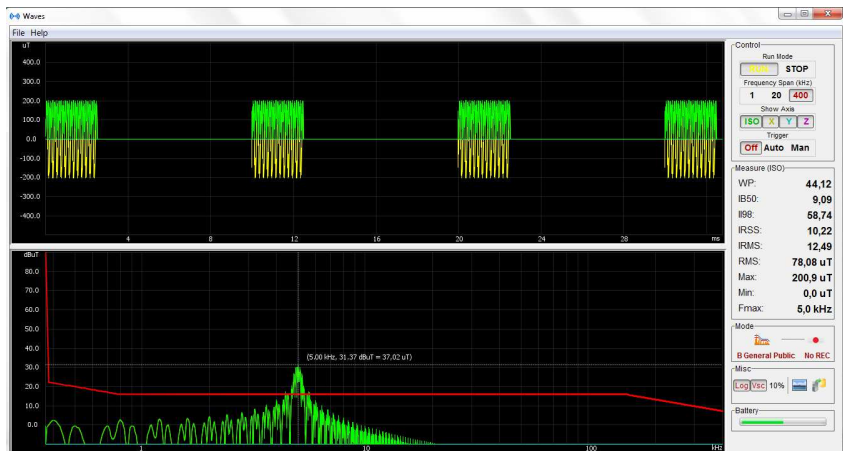 Waves
File Help
uT
400.0
300.0
200.0
100.0
0.0
-100.0
-200.0
-300.0
-400.0
4 8 12 16 20 24 28 ms
dBuT
80.0
70.0
60.0
50.0
40.0
30.0
20.0
10.0
0.0
(5.00 kHz, 31.37 dBuT = 37,02 uT)
1 10 100 kHz
Control
Run Mode
RUN STOP
Frequency Span (kHz)
1 20 400
Show Axis
ISO X Y Z
Trigger
Off Auto Man
Measure (ISO)
WP: 44,12
IB50: 9,09
II98: 58,74
IRSS: 10,22
IRMS: 12,49
RMS: 78,08 uT
Max: 200,9 uT
Min: 0,0 uT
Fmax: 5,0 kHz
Mode
B General Public No REC
Misc
Log Vsc 10%
Battery